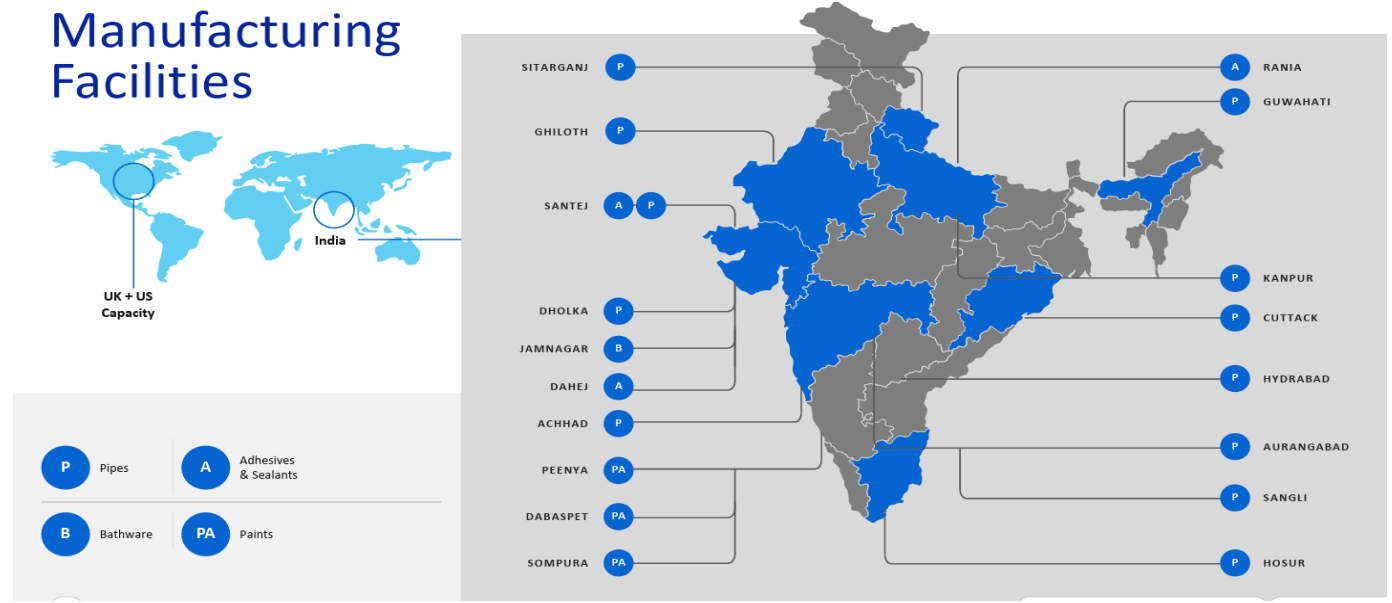 Manufacturing
Facilities
India
UK + US
Capacity
P Pipes
A Adhesives
& Sealants
B Bathware
PA Paints
SITARGANJ P
GHILOTH P
SANTEJ A P
DHOLKA P
JAMNAGAR B
DAHEJ A
ACHHAD P
PEENYA PA
DABASPET PA
SOMPURA PA
A RANIA
P GUWAHATI
P KANPUR
P CUTTACK
P HYDRABAD
P AURANGABAD
P SANGLI
P HOSUR